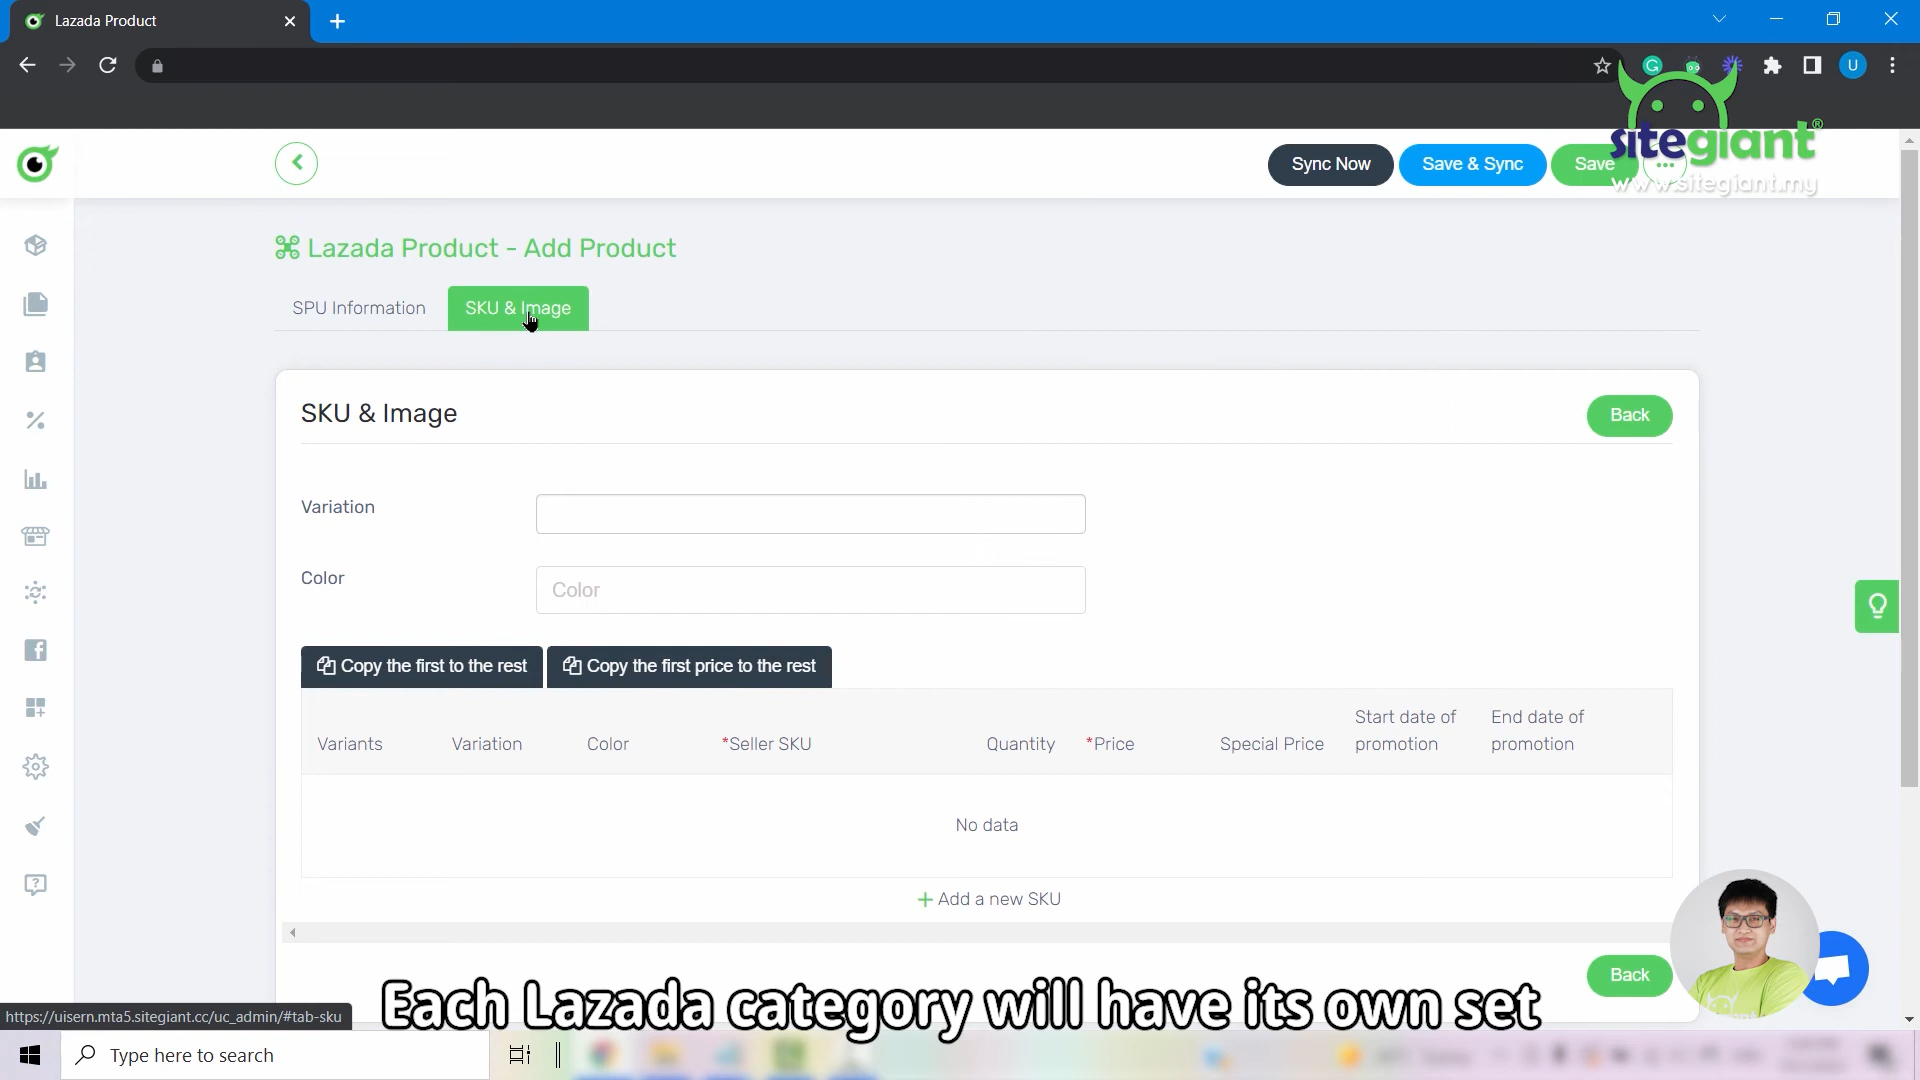 Lazada Product
U
sitegiant®
www.sitegiant.my
Sync Now
Save & Sync
Save
Lazada Product - Add Product
SPU Information
SKU & Image
SKU & Image
Back
Variation
Color
Color
Copy the first to the rest
Copy the first price to the rest
Variants
Variation
Color
*Seller SKU
Quantity
*Price
Special Price
Start date of promotion
End date of promotion
No data
+ Add a new SKU
Back
Each Lazada category will have its own set
https://uisern.mta5.sitegiant.cc/uc_admin/#tab-sku
Type here to search